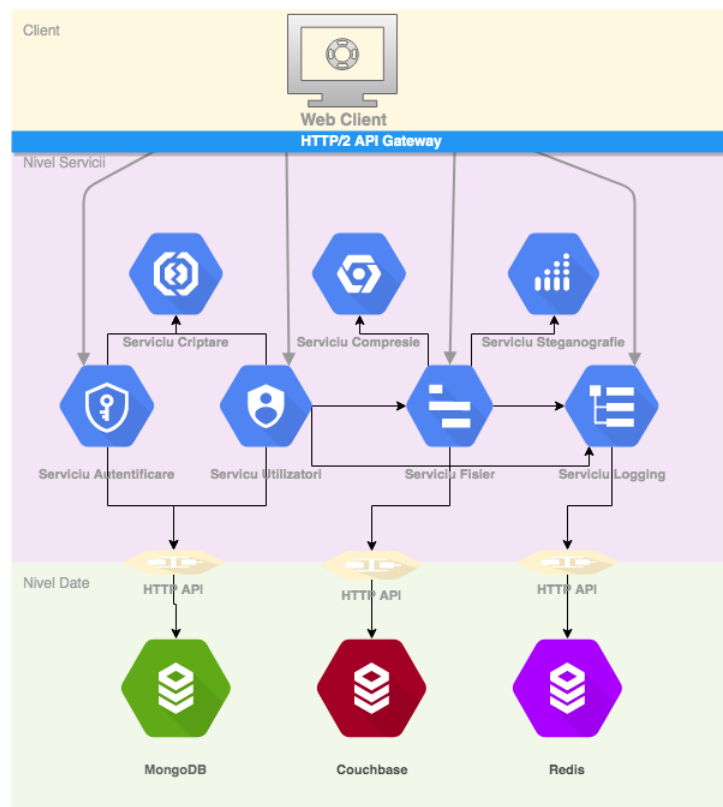 Client
Web Client
HTTP/2 API Gateway
Nivel Servicii
Serviciu Criptare
Serviciu Compresie
Serviciu Steganografie
Serviciu Autentificare
Servicu Utilizatori
Serviciu Fisier
Serviciu Logging
Nivel Date
HTTP API
HTTP API
HTTP API
MongoDB
Couchbase
Redis